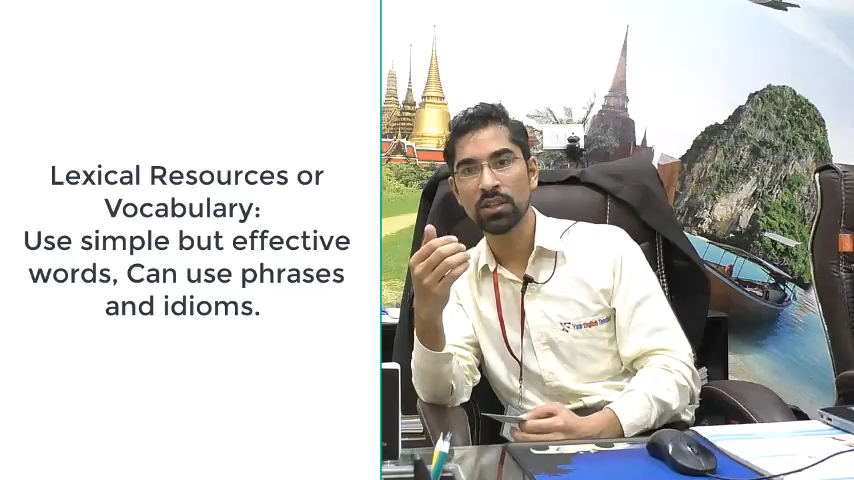 Lexical Resources or
Vocabulary:
Use simple but effective
words, Can use phrases
and idioms.